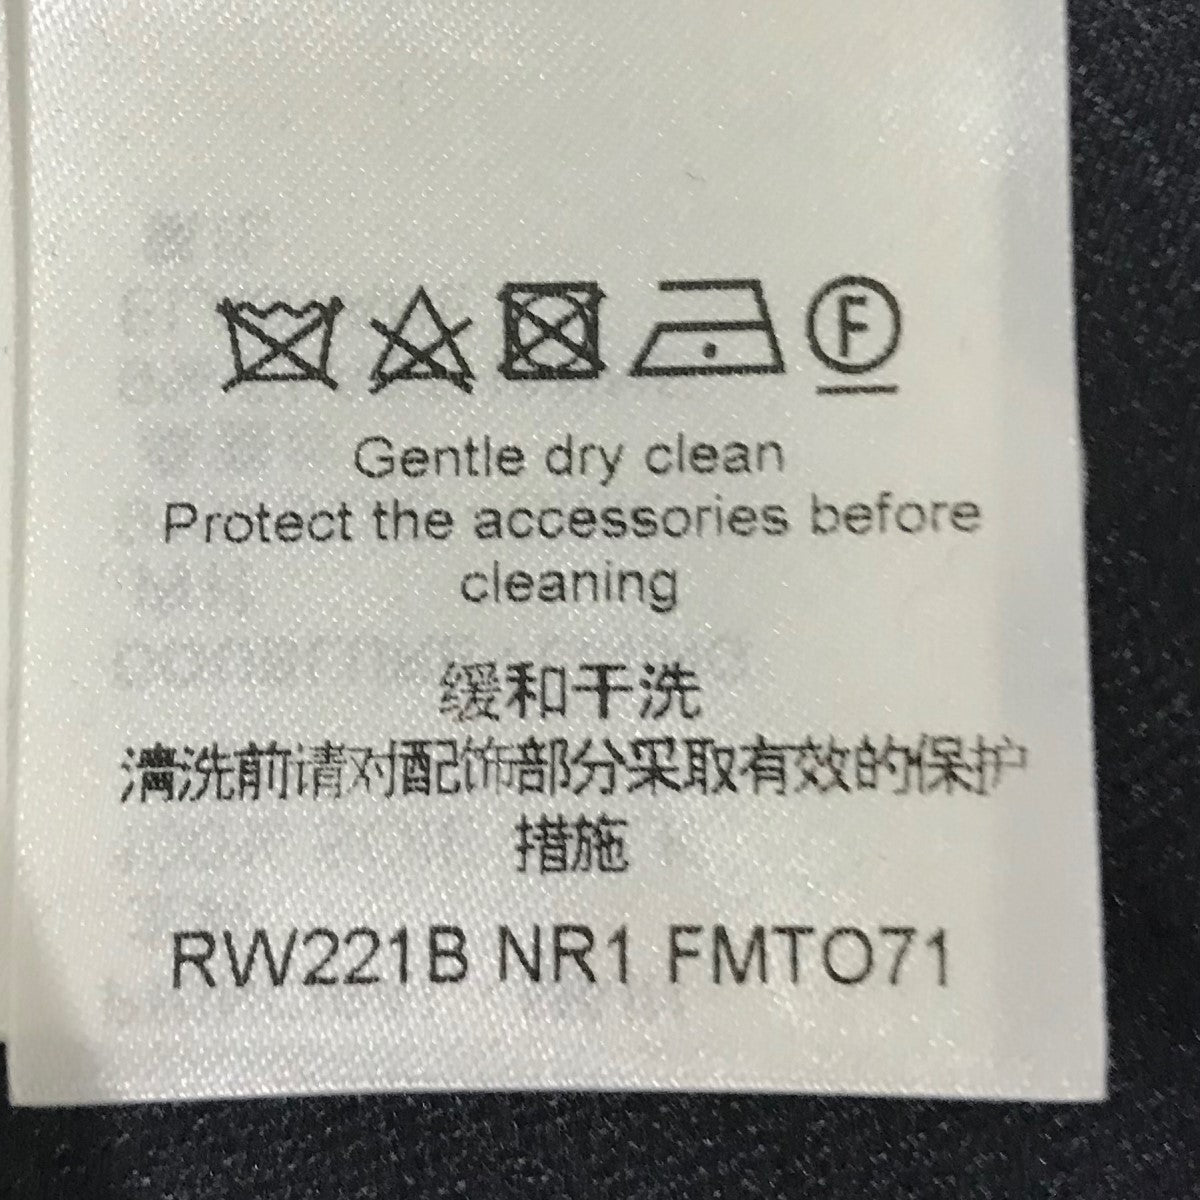 F
Gentle dry clean
Protect the accessories before
cleaning
缓和干洗
清洗前请对配饰部分采取有效的保护
措施
RW221B NR1 FMTO71